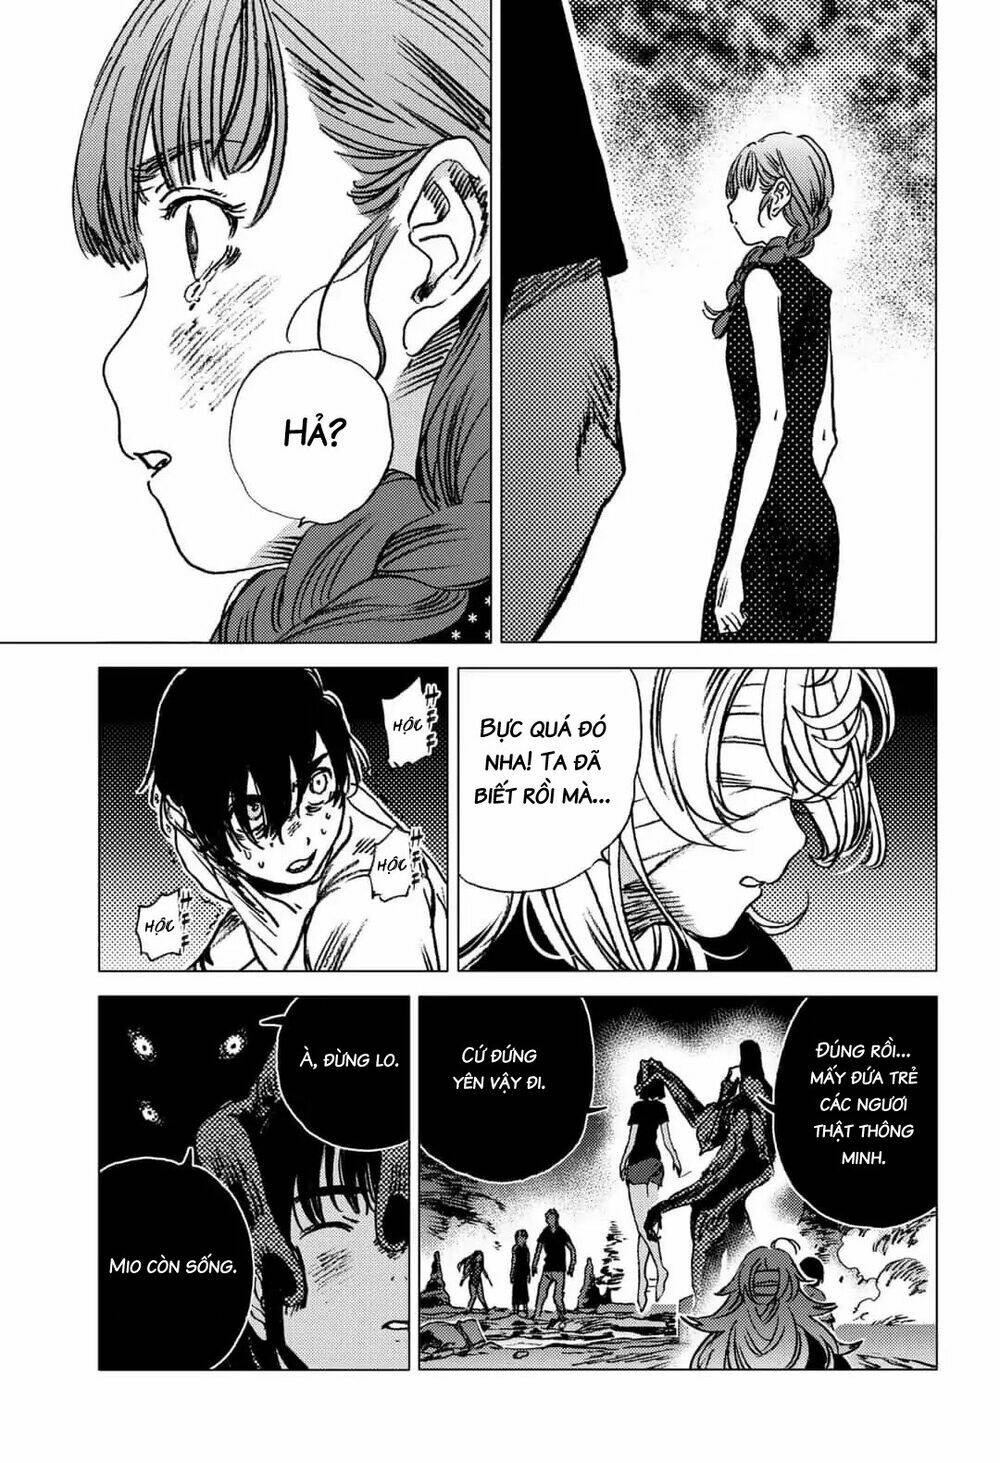 HẢ?
BỰC QUÁ ĐÓ
NHA! TA ĐÃ
BIẾT RỒI MÀ...
HỘC
HỘC
HỘC
ĐÚNG RỒI...
MẤY ĐỨA TRẺ
CÁC NGƯƠI
THẬT THÔNG
MINH.
CỨ ĐỨNG
YÊN VẬY ĐI.
À, ĐỪNG LO.
MIO CÒN SỐNG.